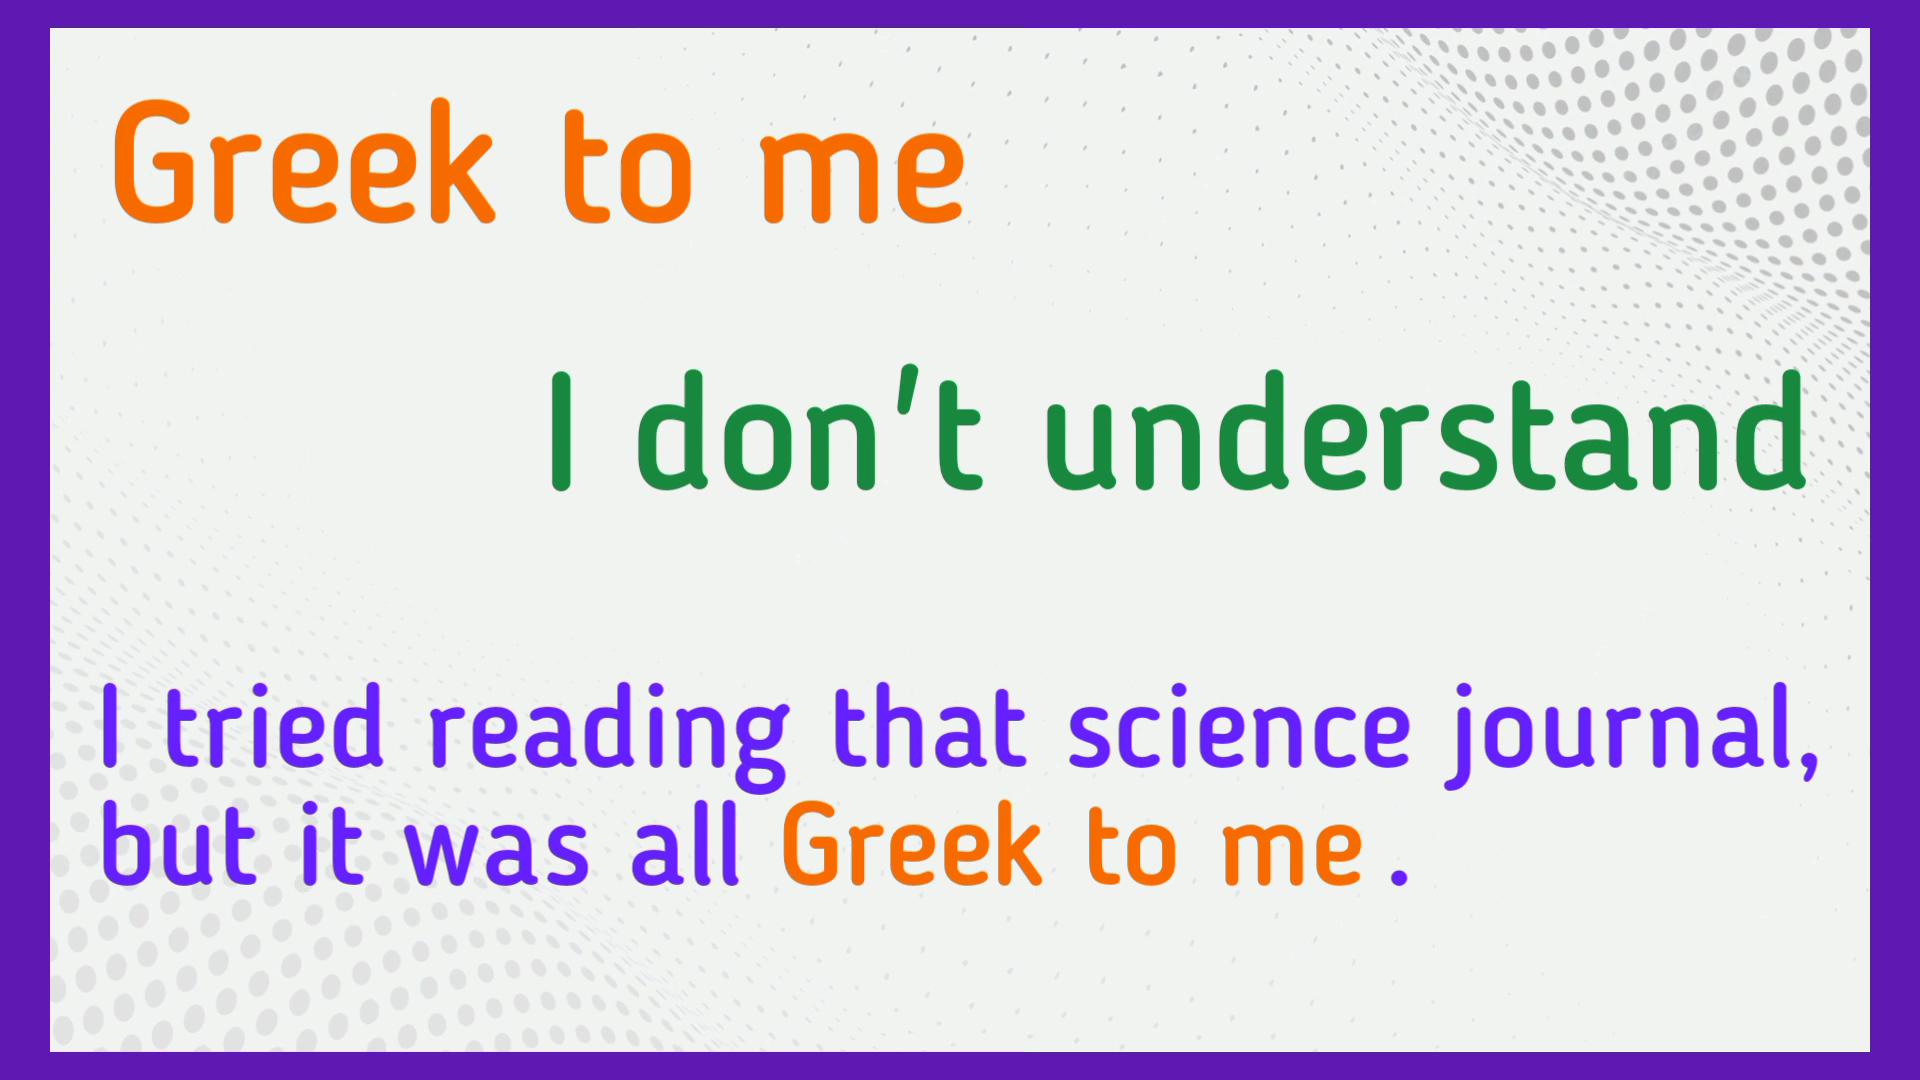 Greek to me
I don't understand
I tried reading that science journal,
but it was all Greek to me .